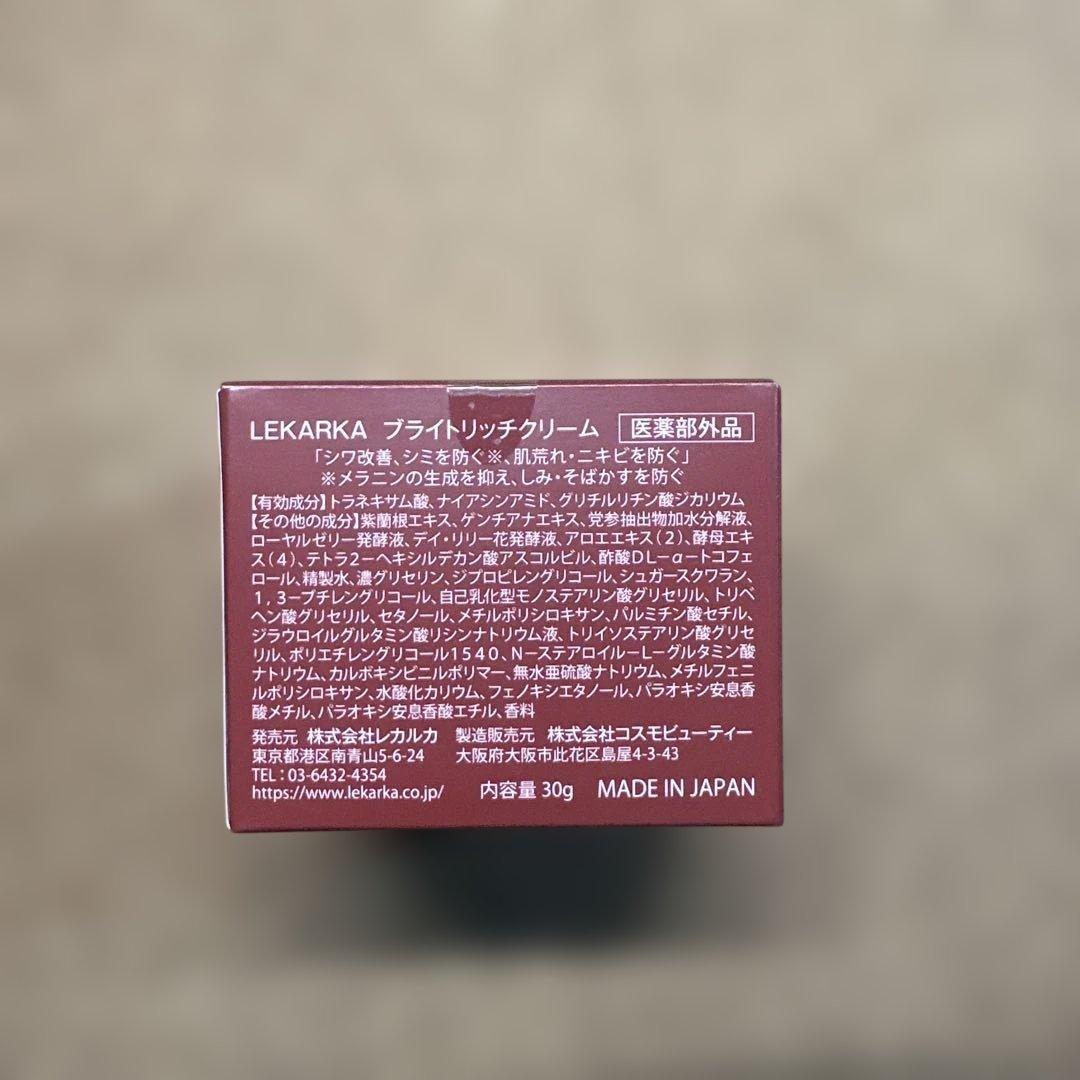 LEKARKA ブライトリッチクリーム 医薬部外品
「シワ改善、シミを防ぐ※、肌荒れ・ニキビを防ぐ」
※メラニンの生成を抑え、しみ・そばかすを防ぐ
【有効成分】トラネキサム酸、ナイアシンアミド、グリチルリチン酸ジカリウム
【その他の成分】紫蘭根エキス、ゲンチアナエキス、党参抽出物加水分解液、
ローヤルゼリー発酵液、デイ・リリー花発酵液、アロエエキス（2）、酵母エキ
ス（4）、テトラ2－ヘキシルデカン酸アスコルビル、酢酸DL－α－トコフェ
ロール、精製水、濃グリセリン、ジプロピレングリコール、シュガースクワラン、
1，3－ブチレングリコール、自己乳化型モノステアリン酸グリセリル、トリベ
ヘン酸グリセリル、セタノール、メチルポリシロキサン、パルミチン酸セチル、
ジラウロイルグルタミン酸リシンナトリウム液、トリイソステアリン酸グリセ
リル、ポリエチレングリコール1540、N－ステアロイル－L－グルタミン酸
ナトリウム、カルボキシビニルポリマー、無水亜硫酸ナトリウム、メチルフェニ
ルポリシロキサン、水酸化カリウム、フェノキシエタノール、パラオキシ安息香
酸メチル、パラオキシ安息香酸エチル、香料
発売元 株式会社レカルカ 製造販売元 株式会社コスモビューティー
東京都港区南青山5-6-24 大阪府大阪市此花区島屋4-3-43
TEL：03-6432-4354
https://www.lekarka.co.jp/ 内容量 30g MADE IN JAPAN